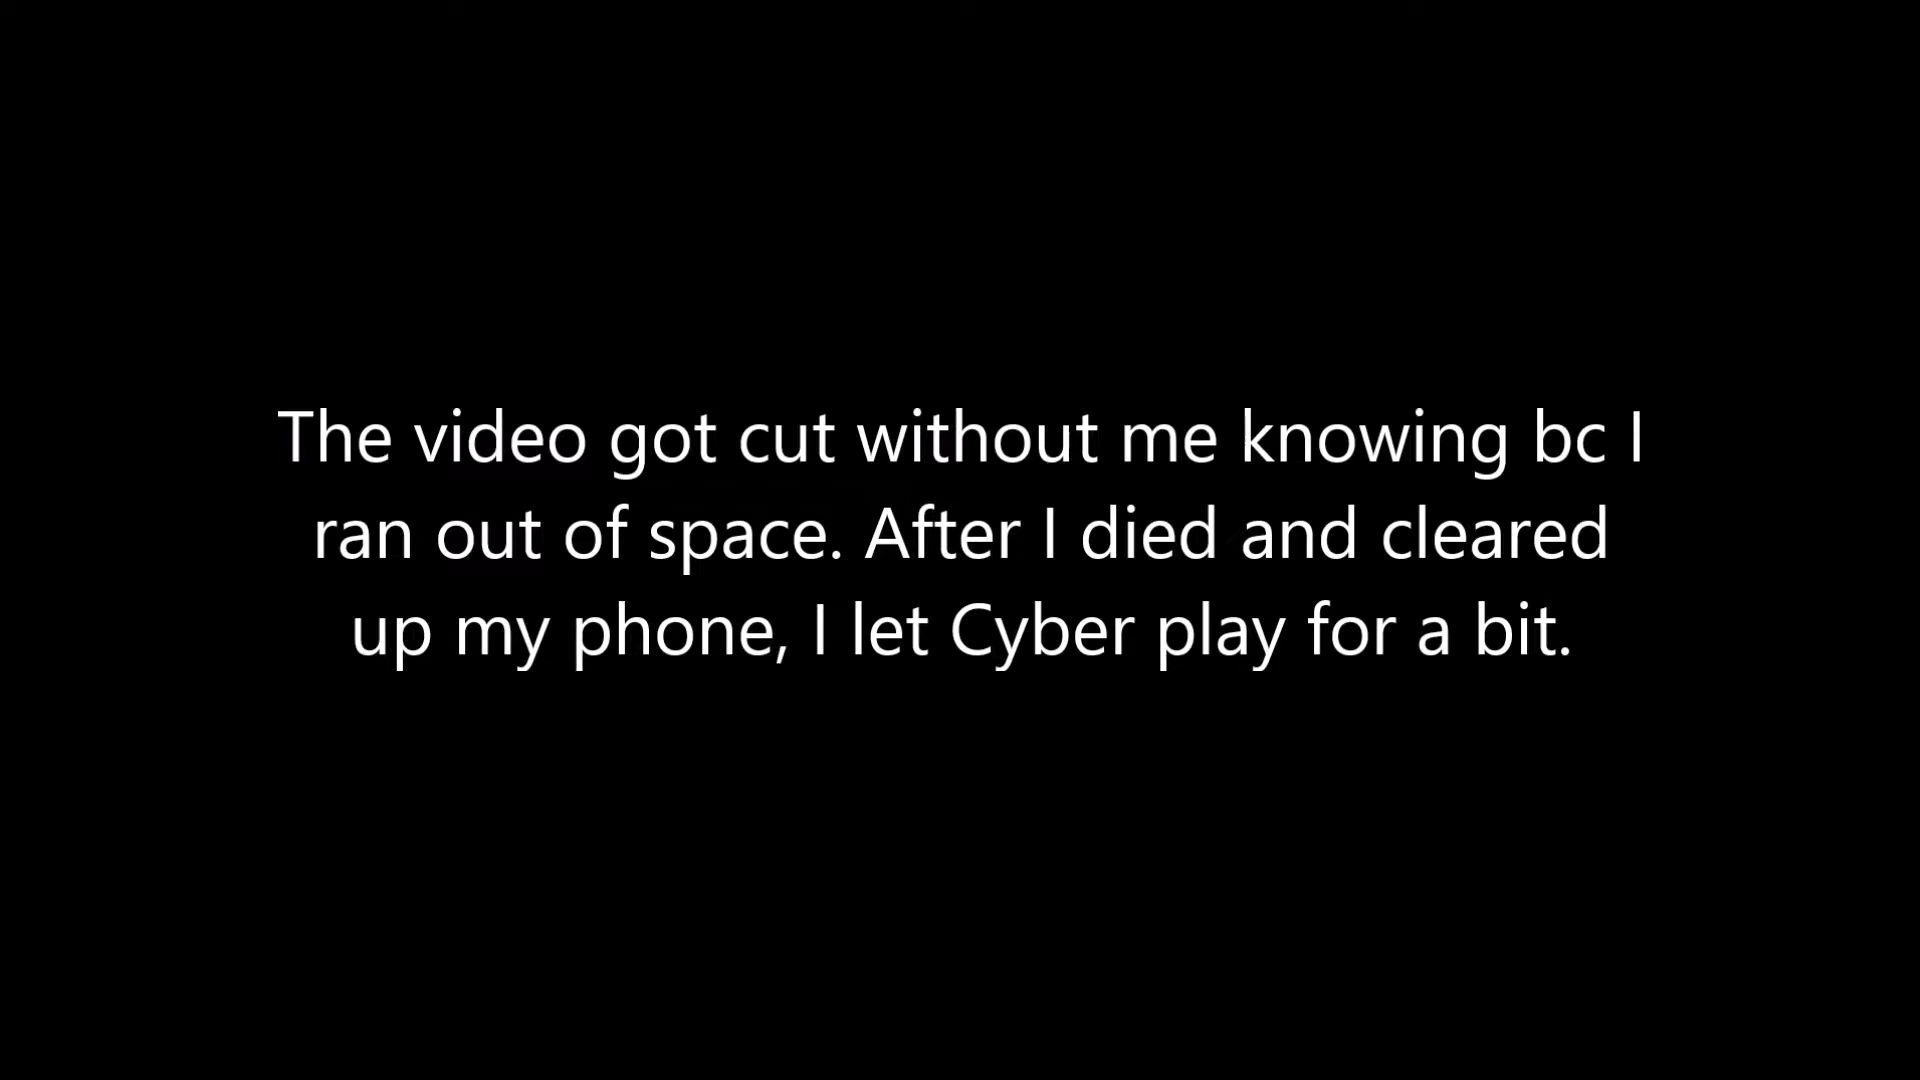 The video got cut without me knowing bc I
ran out of space. After I died and cleared
up my phone, I let Cyber play for a bit.